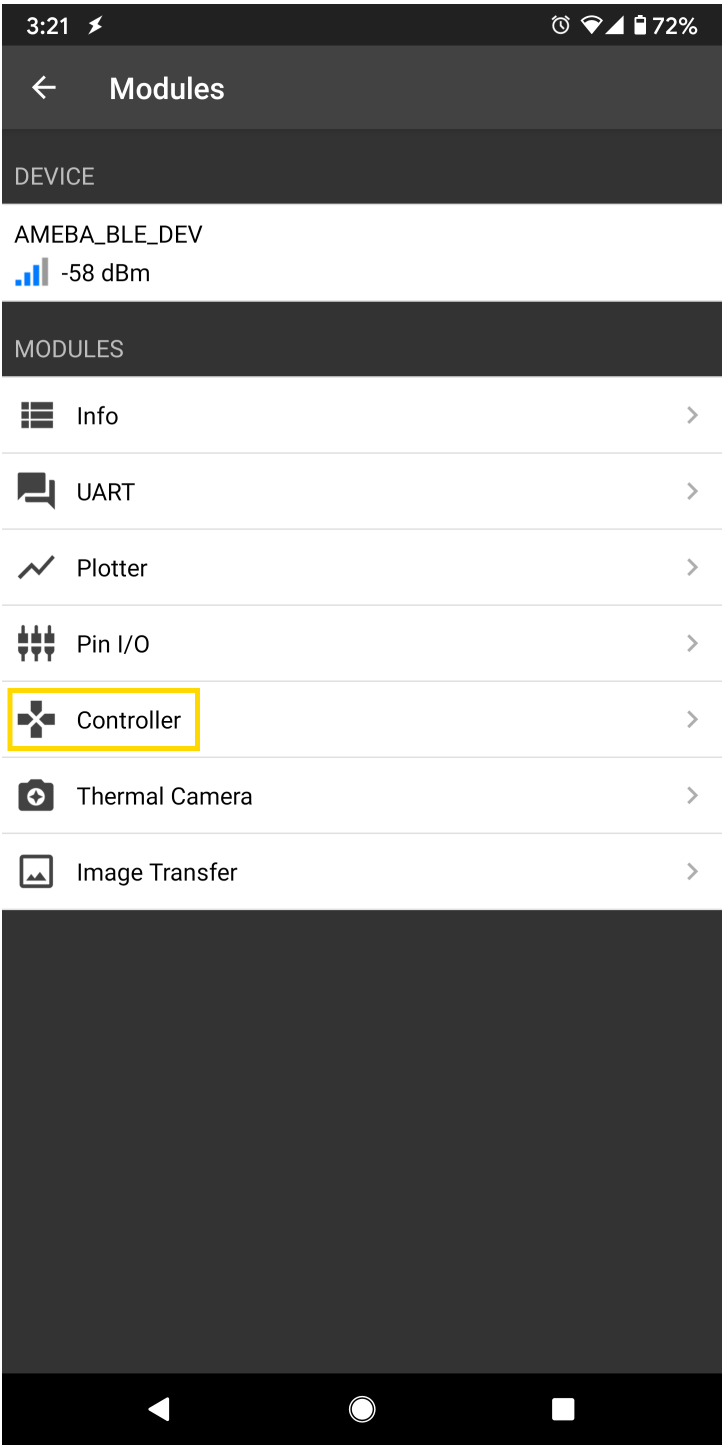 3:21 72%
Modules
DEVICE
AMEBA_BLE_DEV
-58 dBm
MODULES
Info
UART
Plotter
Pin I/O
Controller
Thermal Camera
Image Transfer